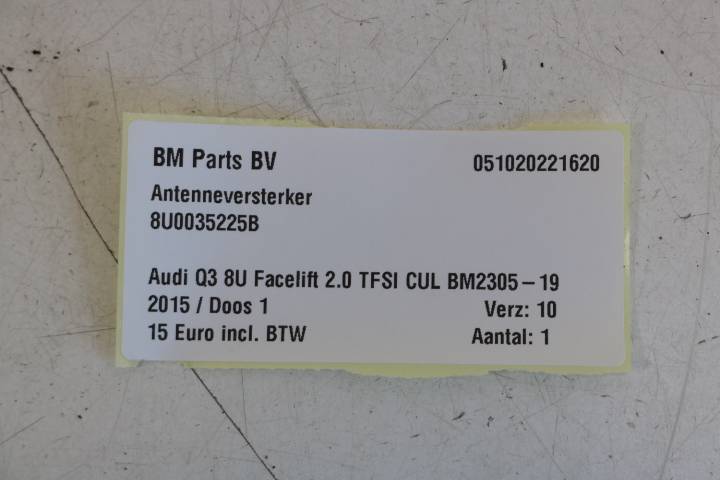 BM Parts BV 051020221620
Antenneversterker
8U0035225B
Audi Q3 8U Facelift 2.0 TFSI CUL BM2305-19
2015 / Doos 1 Verz: 10
15 Euro incl. BTW Aantal: 1